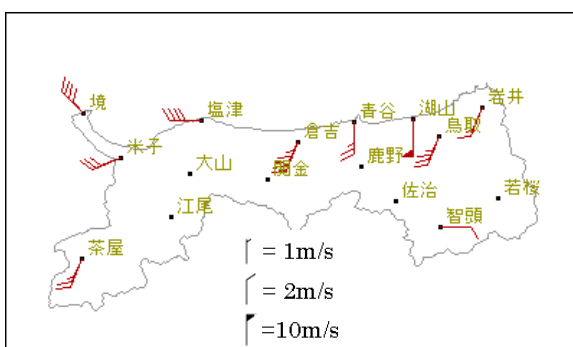 境
塩津
青谷
湖山
岩井
米子
倉吉
鳥取
大山
関金
鹿野
佐治
若桜
江尾
智頭
茶屋
= 1m/s
= 2m/s
=10m/s